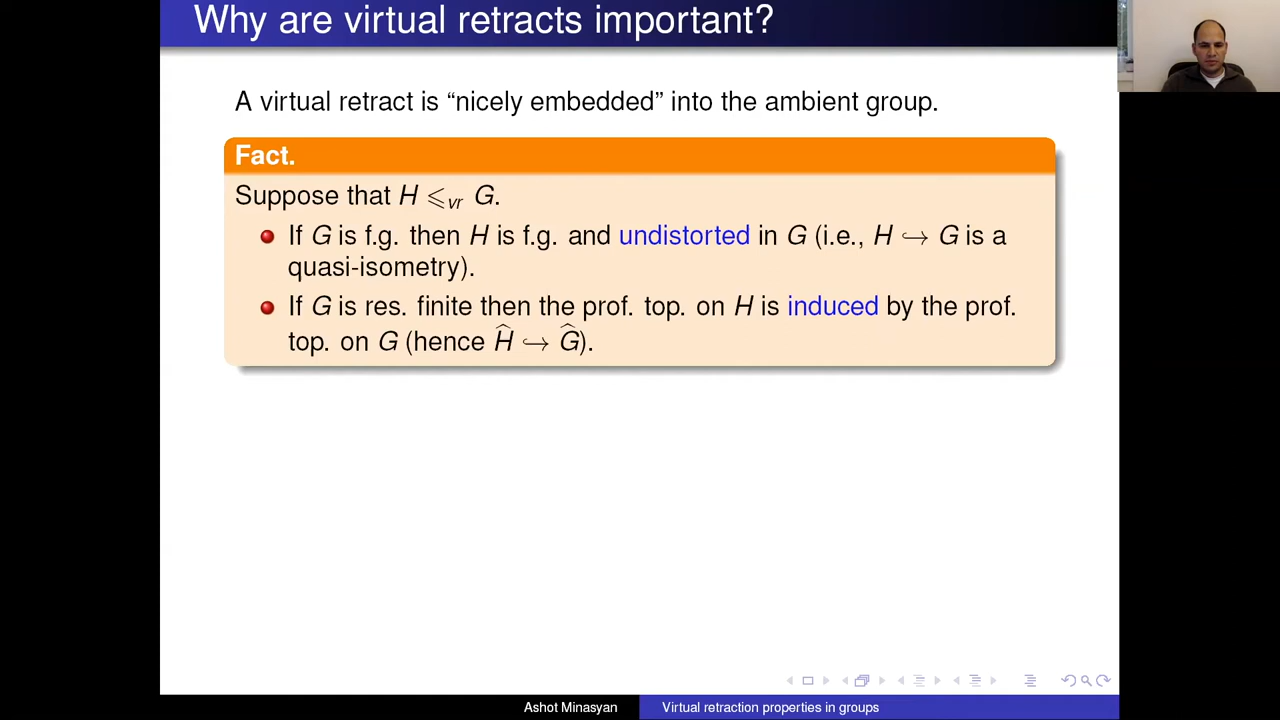 Why are virtual retracts important?
A virtual retract is “nicely embedded” into the ambient group.
Fact.
Suppose that H ⩽vr G.
If G is f.g. then H is f.g. and undistorted in G (i.e., H ↪ G is a
quasi-isometry).
If G is res. finite then the prof. top. on H is induced by the prof.
top. on G (hence Ĥ ↪ Ĝ).
Ashot Minasyan
Virtual retraction properties in groups